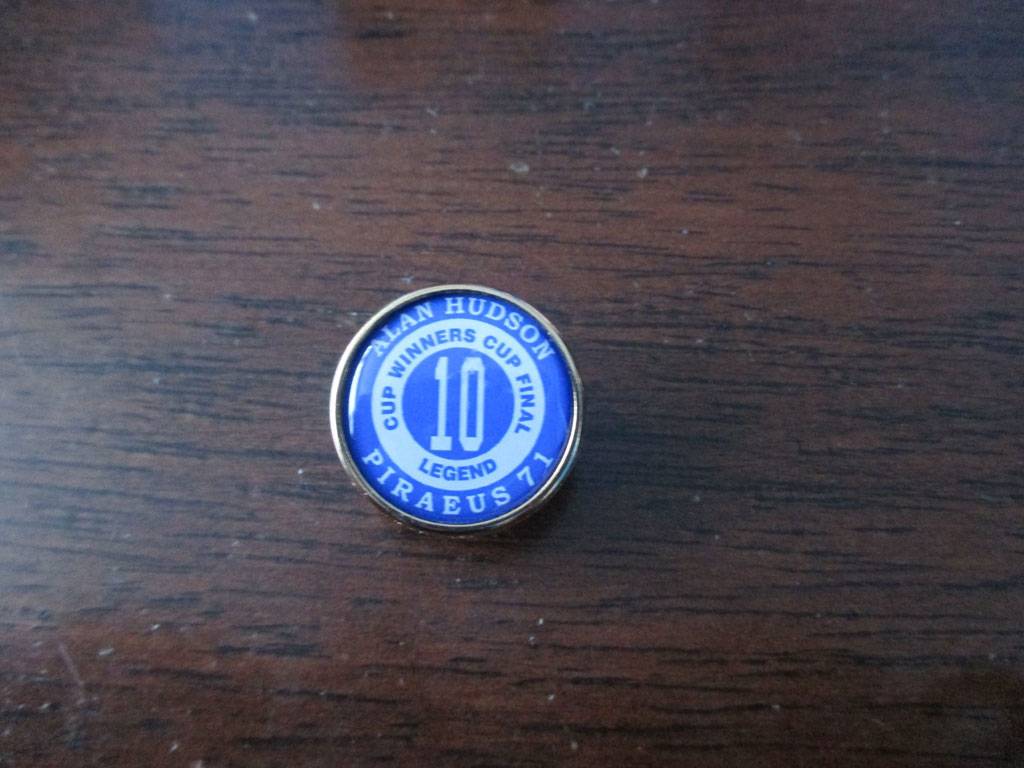 ALAN HUDSON
CUP WINNERS CUP FINAL
10
LEGEND
PIRAEUS 71